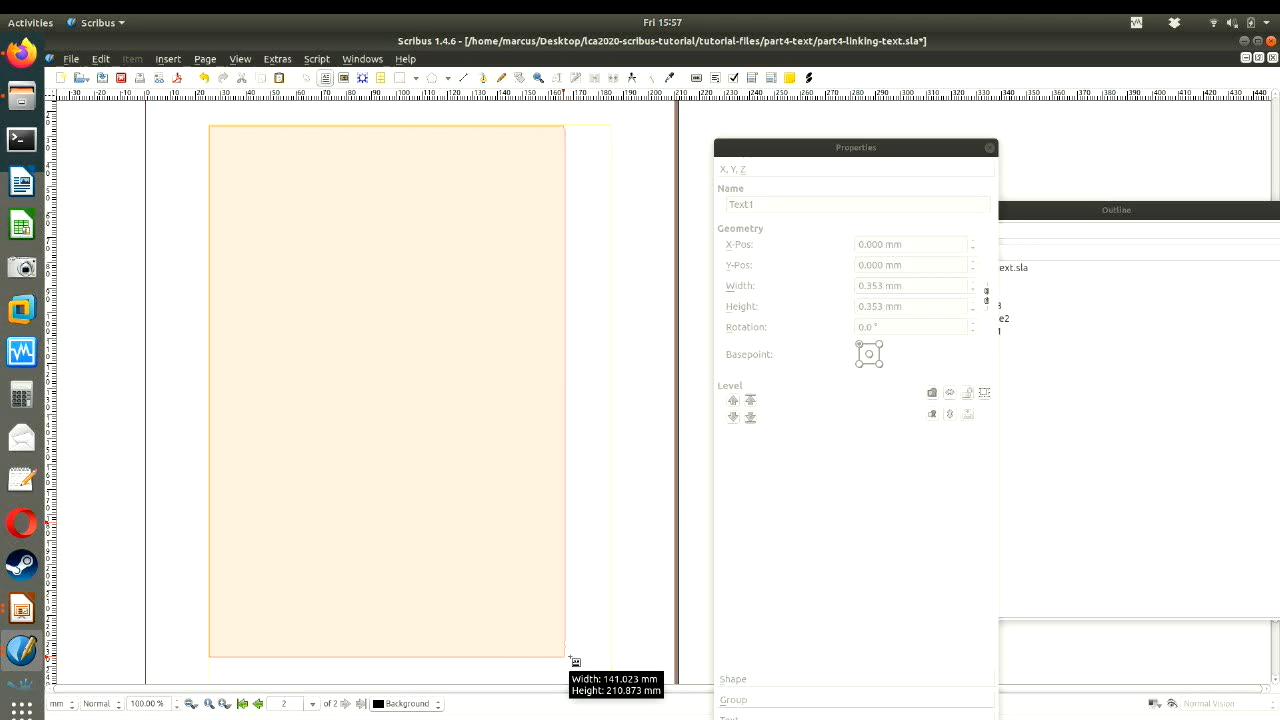 Activities Scribus Fri 15:57
Scribus 1.4.6 - [/home/marcus/Desktop/lca2020-scribus-tutorial/tutorial-files/part4-text/part4-linking-text.sla*]
File Edit Item Insert Page View Extras Script Windows Help
Properties
X, Y, Z
Name
Text1
Outline
Geometry
X-Pos: 0.000 mm
Y-Pos: 0.000 mm
ext.sla
Width: 0.353 mm
Height: 0.353 mm
3
e2
Rotation: 0.0 °
1
Basepoint:
Level
Width: 141.023 mm
Height: 210.873 mm
Shape
Group
Text
mm Normal 100.00 % 2 of 2 Background Normal Vision